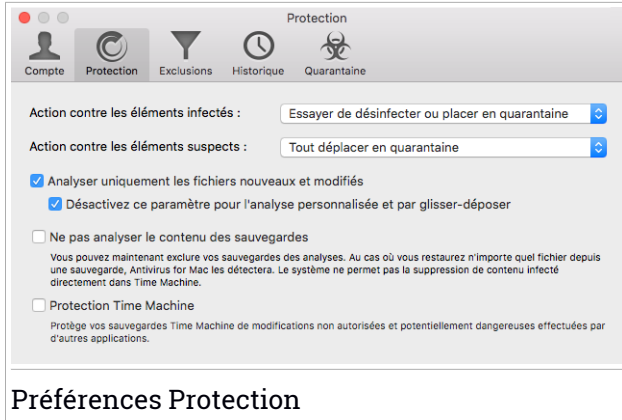 Protection
Compte Protection Exclusions Historique Quarantaine
Action contre les éléments infectés : Essayer de désinfecter ou placer en quarantaine
Action contre les éléments suspects : Tout déplacer en quarantaine
Analyser uniquement les fichiers nouveaux et modifiés
Désactivez ce paramètre pour l'analyse personnalisée et par glisser-déposer
Ne pas analyser le contenu des sauvegardes
Vous pouvez maintenant exclure vos sauvegardes des analyses. Au cas où vous restaurez n'importe quel fichier depuis
une sauvegarde, Antivirus for Mac les détectera. Le système ne permet pas la suppression de contenu infecté
directement dans Time Machine.
Protection Time Machine
Protège vos sauvegardes Time Machine de modifications non autorisées et potentiellement dangereuses effectuées par
d'autres applications.
Préférences Protection